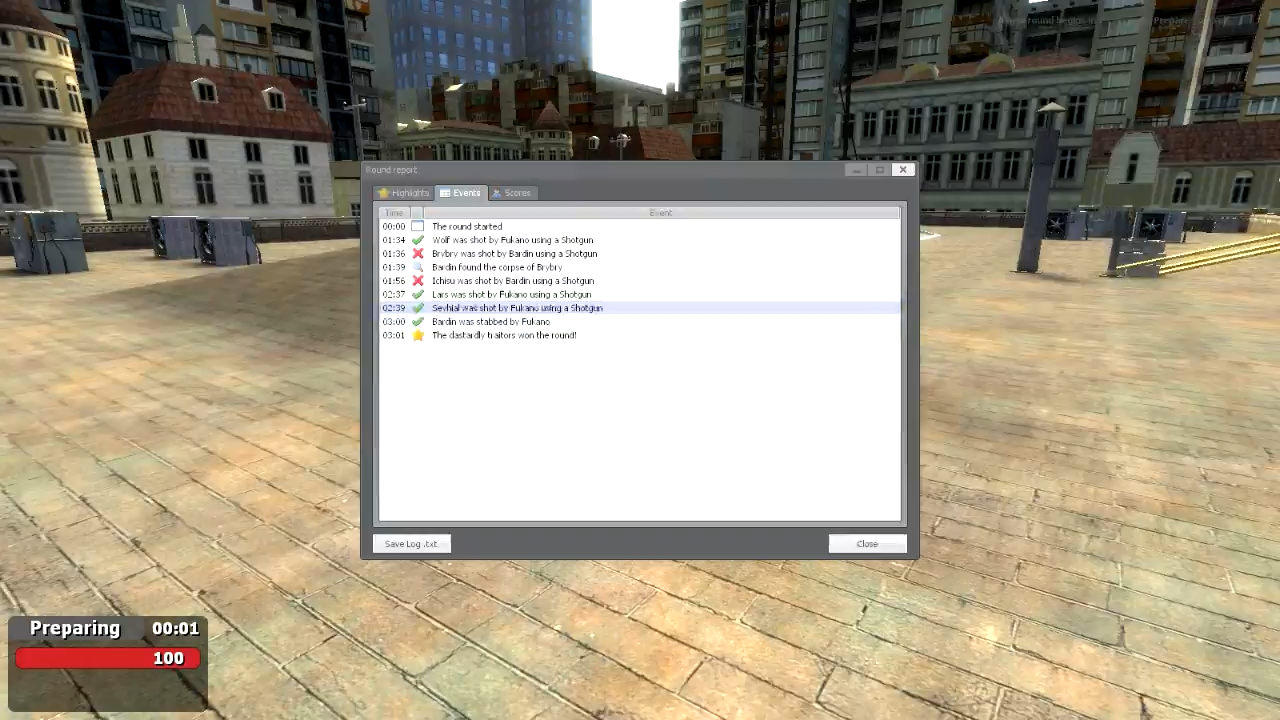 Round report
Highlights Events Scores
Time Event
00:00 The round started
01:34 Wolf was shot by Fukano using a Shotgun
01:36 Brybry was shot by Bardin using a Shotgun
01:39 Bardin found the corpse of Brybry
01:56 Ichisu was shot by Bardin using a Shotgun
02:37 Lars was shot by Fukano using a Shotgun
02:39 Sevhial was shot by Fukano using a Shotgun
03:00 Bardin was stabbed by Fukano
03:01 The dastardly traitors won the round!
Save Log .txt
Close
Preparing 00:01
100